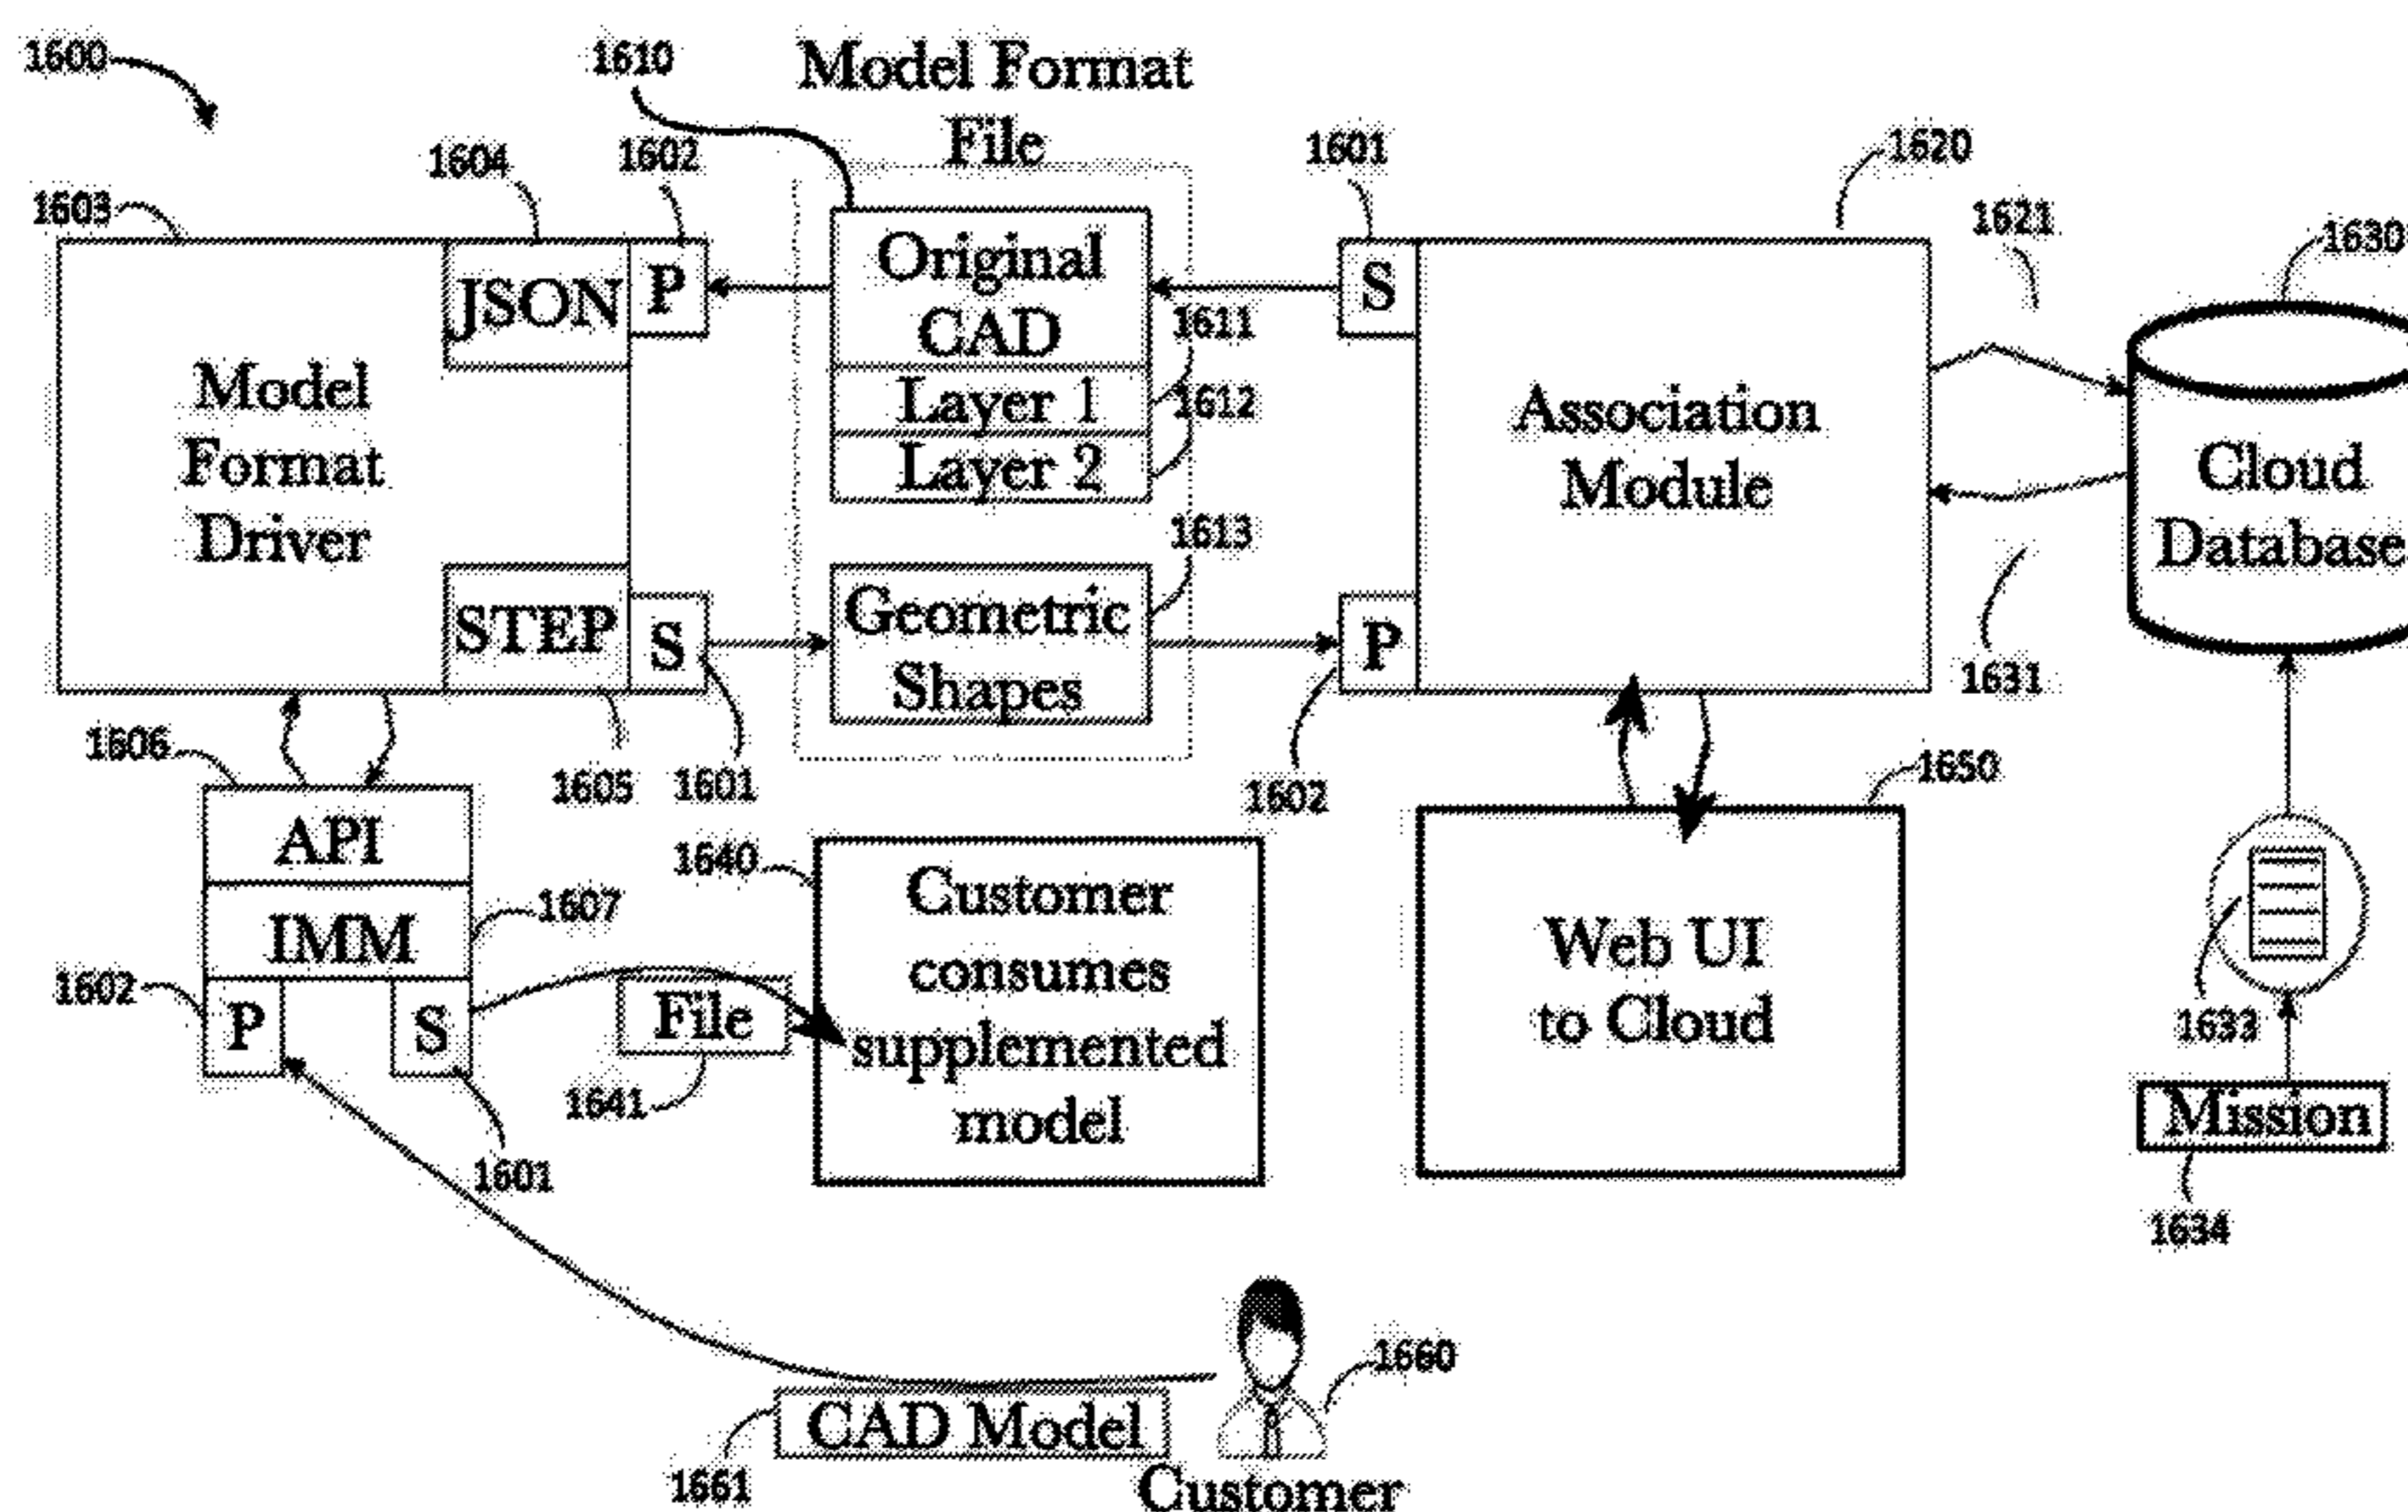 1600
1610
Model Format
File
1604
1602
1601
1620
1603
1621
1630
JSON
P
Original
CAD
S
1611
Layer 1
1612
Layer 2
Model
Format
Driver
Association
Module
Cloud
Database
1613
STEP
S
Geometric
Shapes
P
1631
1606
1605
1601
1602
1650
API
1640
Customer
consumes
supplemented
model
IMM
1607
Web UI
to Cloud
1602
P
S
File
1633
1641
Mission
1601
1634
1660
CAD Model
1661
Customer